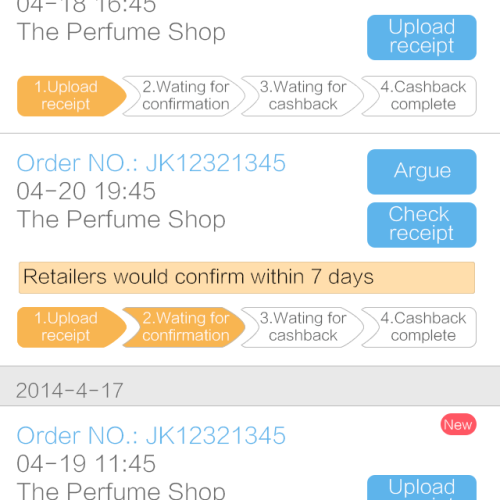 04-18 16:45
The Perfume Shop
Upload
receipt
1.Upload
receipt
2.Wating for
confirmation
3.Wating for
cashback
4.Cashback
complete
Order NO.: JK12321345
04-20 19:45
The Perfume Shop
Argue
Check
receipt
Retailers would confirm within 7 days
1.Upload
receipt
2.Wating for
confirmation
3.Wating for
cashback
4.Cashback
complete
2014-4-17
New
Order NO.: JK12321345
04-19 11:45
The Perfume Shop
Upload